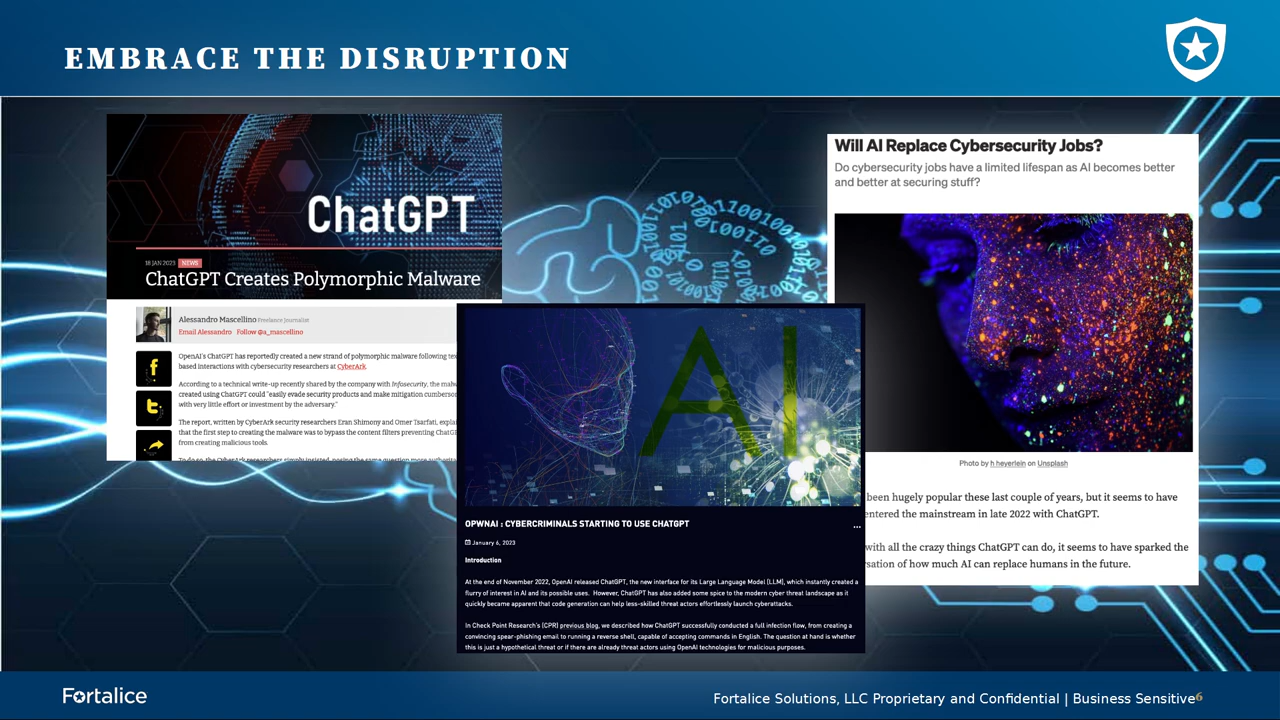 EMBRACE THE DISRUPTION
ChatGPT
18 JAN 2023 NEWS
ChatGPT Creates Polymorphic Malware
Alessandro Mascellino Freelance Journalist
Email Alessandro Follow @a_mascellino
OpenAI's ChatGPT has reportedly created a new strand of polymorphic malware following
based interactions with cybersecurity researchers at CyberArk.
According to a technical write-up recently shared by the company with Infosecurity, the
created using ChatGPT could "easily evade security products and make mitigation
with very little effort or investment by the adversary."
The report, written by CyberArk security researchers Eran Shimony and Omer Tsarfati,
that the first step to creating the malware was to bypass the content filters preventing
from creating malicious tools.
To do so, the CyberArk researchers simply insisted, posing the same question more
AI
OPWNAI : CYBERCRIMINALS STARTING TO USE CHATGPT
...
January 6, 2023
Introduction
At the end of November 2022, OpenAI released ChatGPT, the new interface for its Large Language Model (LLM), which instantly created a
flurry of interest in AI and its possible uses. However, ChatGPT has also added some spice to the modern cyber threat landscape as it
quickly became apparent that code generation can help less-skilled threat actors effortlessly launch cyberattacks.
In Check Point Research's (CPR) previous blog, we described how ChatGPT successfully conducted a full infection flow, from creating a
convincing spear-phishing email to running a reverse shell, capable of accepting commands in English. The question at hand is whether
this is just a hypothetical threat or if there are already threat actors using OpenAI technologies for malicious purposes.
Will AI Replace Cybersecurity Jobs?
Do cybersecurity jobs have a limited lifespan as AI becomes better
and better at securing stuff?
Photo by h heyerlein on Unsplash
been hugely popular these last couple of years, but it seems to have
entered the mainstream in late 2022 with ChatGPT.
with all the crazy things ChatGPT can do, it seems to have sparked the
of how much AI can replace humans in the future.
Fortalice
Fortalice Solutions, LLC Proprietary and Confidential | Business Sensitive 6